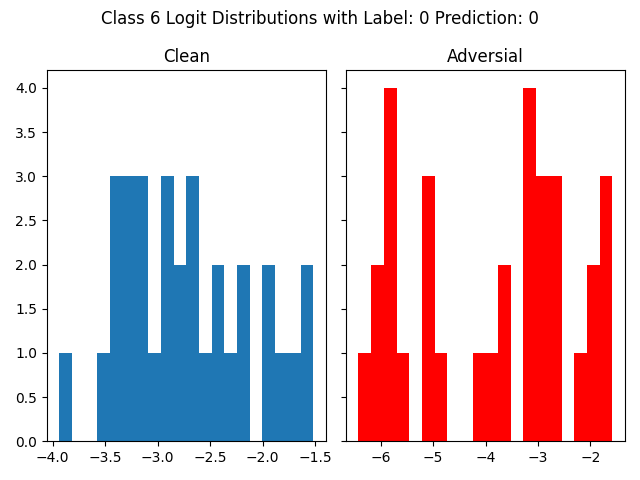 Class 6 Logit Distributions with Label: 0 Prediction: 0
Clean
Adversial
4.0
3.5
3.0
2.5
2.0
1.5
1.0
0.5
0.0
−4.0 −3.5 −3.0 −2.5 −2.0 −1.5
−6 −5 −4 −3 −2